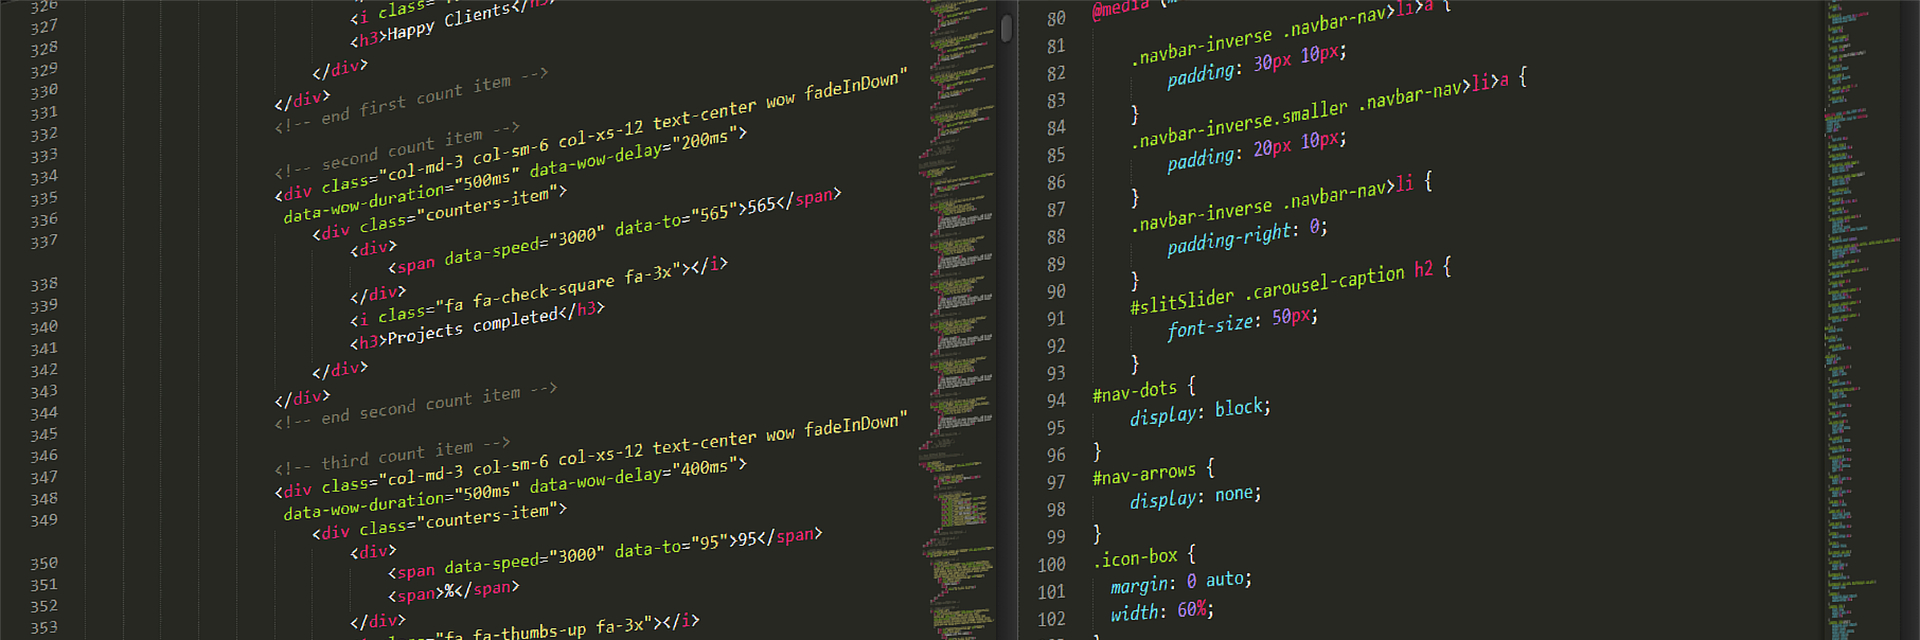 326
327
328
329
330
331
332
333
334
335
336
337
338
339
340
341
342
343
344
345
346
347
348
349
350
351
352
353
<i class=
<h3>Happy Clients</h3>
</div>
</div>
<!-- end first count item -->
<!-- second count item -->
<div class="col-md-3 col-sm-6 col-xs-12 text-center wow fadeInDown"
data-wow-duration="500ms" data-wow-delay="200ms">
<div class="counters-item">
<div>
<span data-speed="3000" data-to="565">565</span>
</div>
<i class="fa fa-check-square fa-3x"></i>
<h3>Projects completed</h3>
</div>
</div>
<!-- end second count item -->
<!-- third count item -->
<div class="col-md-3 col-sm-6 col-xs-12 text-center wow fadeInDown"
data-wow-duration="500ms" data-wow-delay="400ms">
<div class="counters-item">
<div>
<span data-speed="3000" data-to="95">95</span>
<span>%</span>
</div>
class="fa fa-thumbs-up fa-3x"></i>
80
81
82
83
84
85
86
87
88
89
90
91
92
93
94
95
96
97
98
99
100
101
102
@media
.navbar-inverse .navbar-nav>li>a {
padding: 30px 10px;
}
.navbar-inverse.smaller .navbar-nav>li>a {
padding: 20px 10px;
}
.navbar-inverse .navbar-nav>li {
padding-right: 0;
}
#slitSlider .carousel-caption h2 {
font-size: 50px;
}
#nav-dots {
display: block;
}
#nav-arrows {
display: none;
}
.icon-box {
margin: 0 auto;
width: 60%;